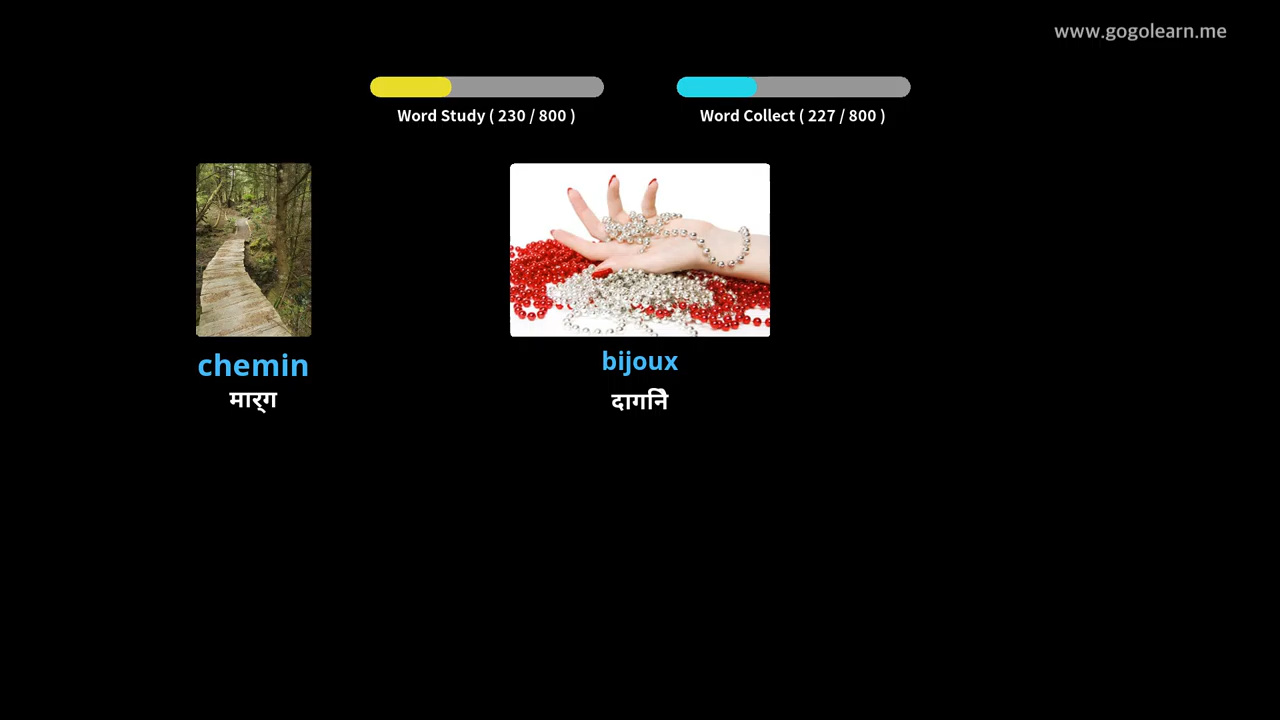 www.gogolearn.me
Word Study ( 230 / 800 )
Word Collect ( 227 / 800 )
chemin
मार्ग
bijoux
दागिने